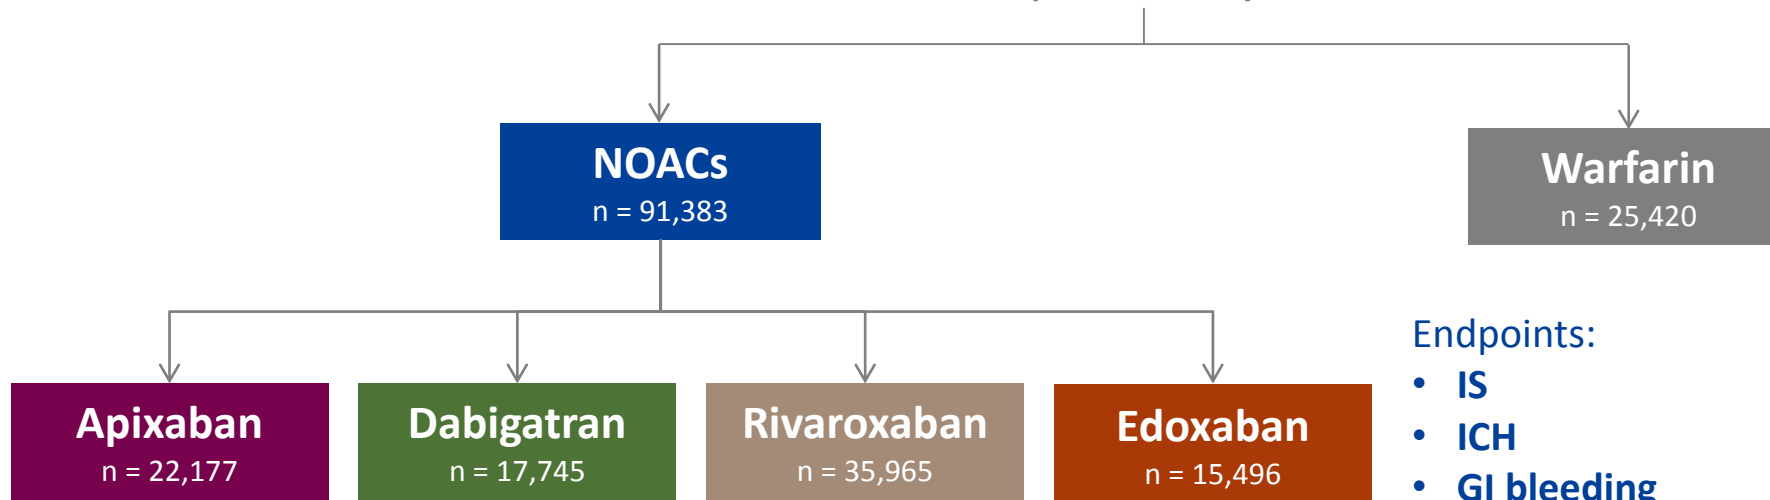 NOACs
n = 91,383
Warfarin
n = 25,420
Apixaban
n = 22,177
Dabigatran
n = 17,745
Rivaroxaban
n = 35,965
Edoxaban
n = 15,496
Endpoints:
• IS
• ICH
• GI bleeding